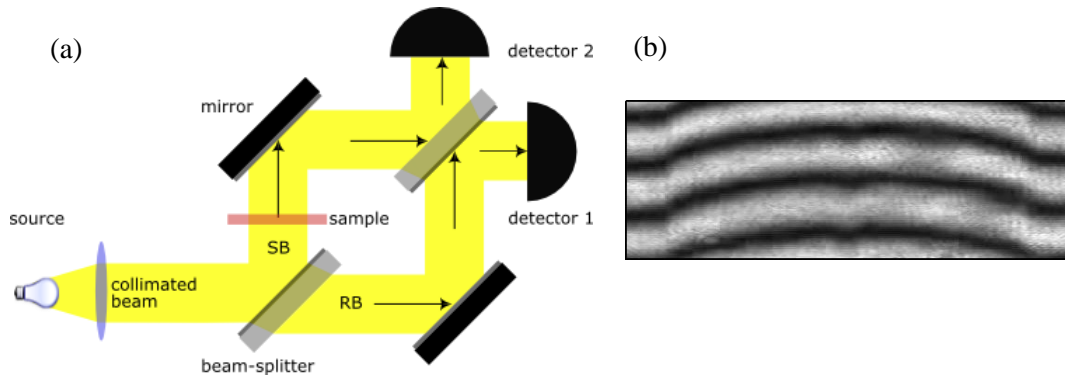 (a)
detector 2
(b)
mirror
detector 1
source
sample
SB
collimated
beam
RB
beam-splitter